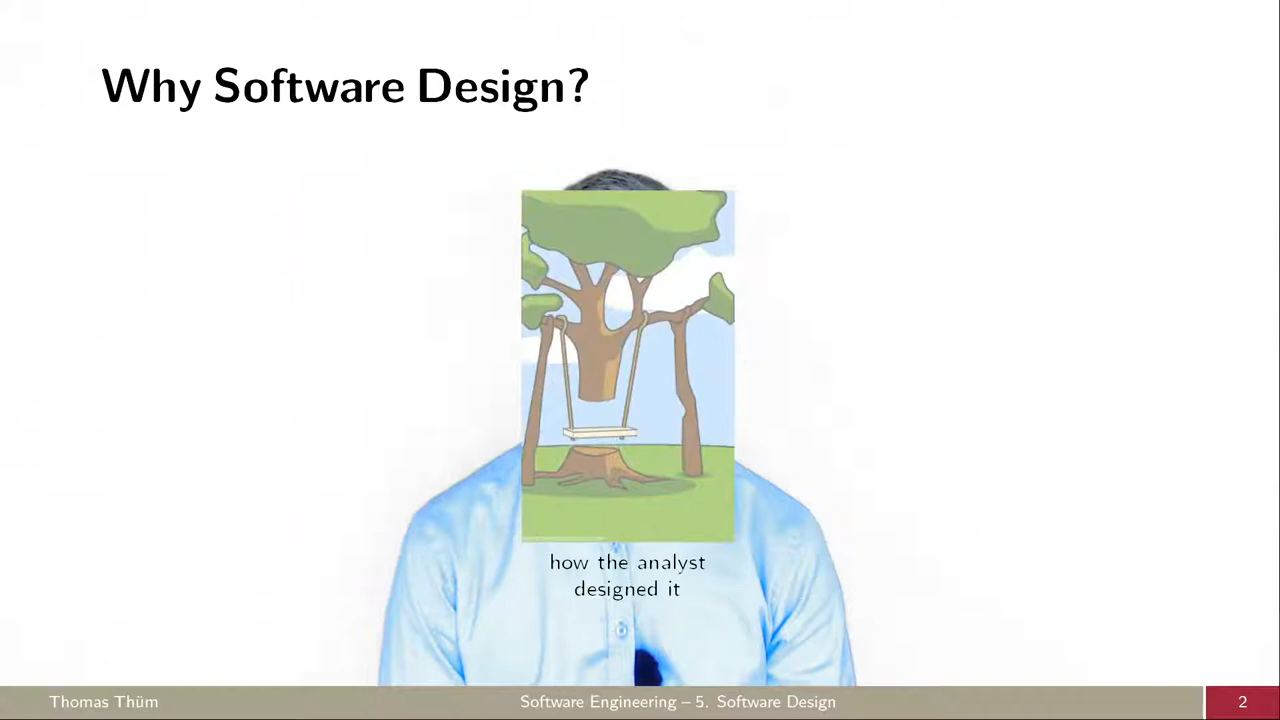 Why Software Design?
how the analyst
designed it
Thomas Thüm
Software Engineering – 5. Software Design
2